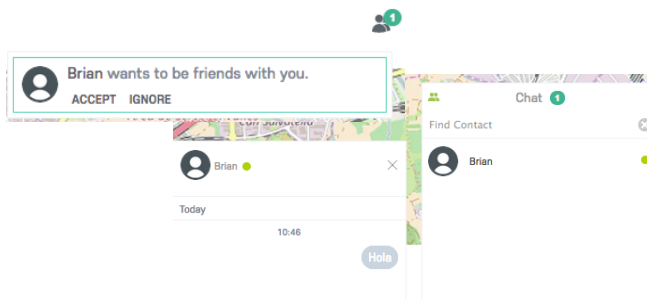 1
Brian wants to be friends with you.
ACCEPT IGNORE
Chat 1
Find Contact
Brian
Brian
Today
10:46
Hola